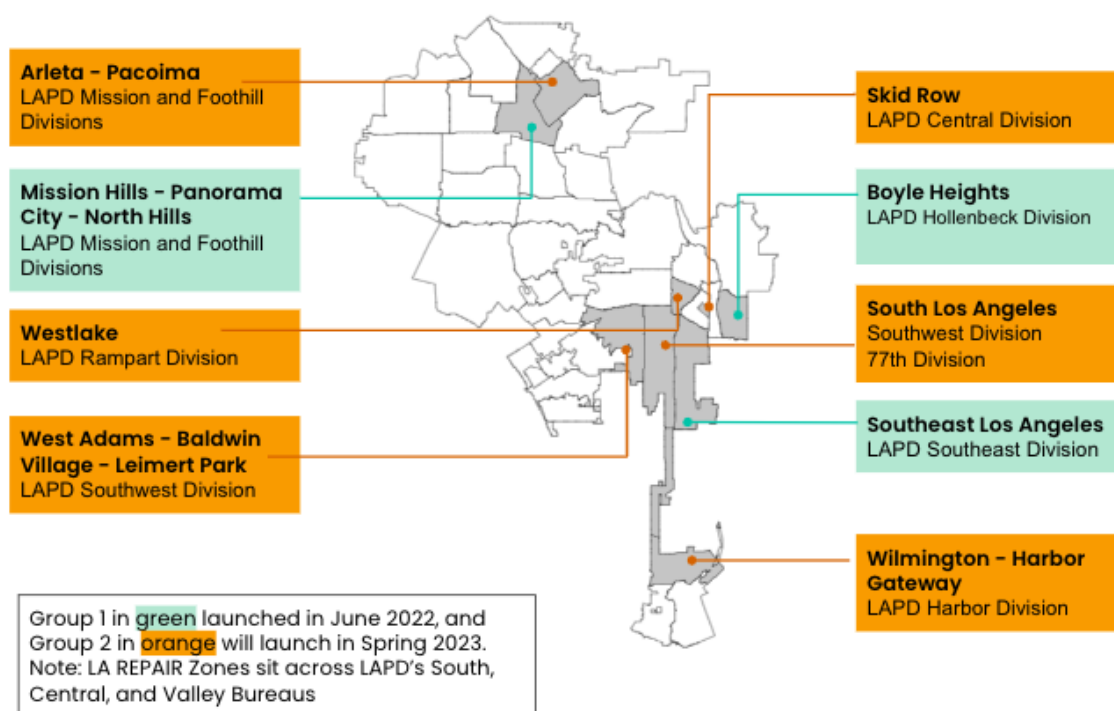 Arleta - Pacoima
LAPD Mission and Foothill
Divisions
Mission Hills - Panorama
City - North Hills
LAPD Mission and Foothill
Divisions
Westlake
LAPD Rampart Division
West Adams - Baldwin
Village - Leimert Park
LAPD Southwest Division
Skid Row
LAPD Central Division
Boyle Heights
LAPD Hollenbeck Division
South Los Angeles
Southwest Division
77th Division
Southeast Los Angeles
LAPD Southeast Division
Wilmington - Harbor
Gateway
LAPD Harbor Division
Group 1 in green launched in June 2022, and
Group 2 in orange will launch in Spring 2023.
Note: LA REPAIR Zones sit across LAPD's South,
Central, and Valley Bureaus